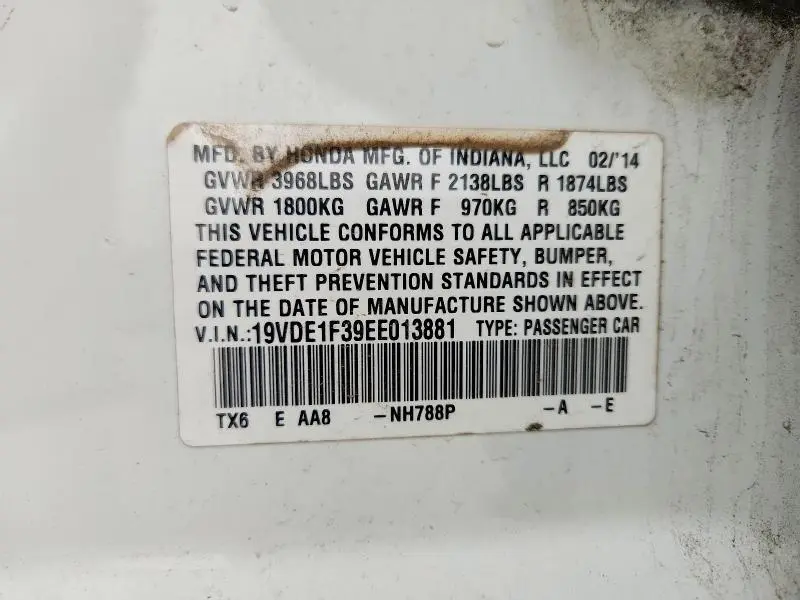 MFD. BY HONDA MFG. OF INDIANA, LLC 02/'14
GVWR 3968LBS GAWR F 2138LBS R 1874LBS
GVWR 1800KG GAWR F 970KG R 850KG
THIS VEHICLE CONFORMS TO ALL APPLICABLE
FEDERAL MOTOR VEHICLE SAFETY, BUMPER,
AND THEFT PREVENTION STANDARDS IN EFFECT
ON THE DATE OF MANUFACTURE SHOWN ABOVE.
V.I.N.:19VDE1F39EE013881 TYPE: PASSENGER CAR
TX6 E AA8 -NH788P -A -E